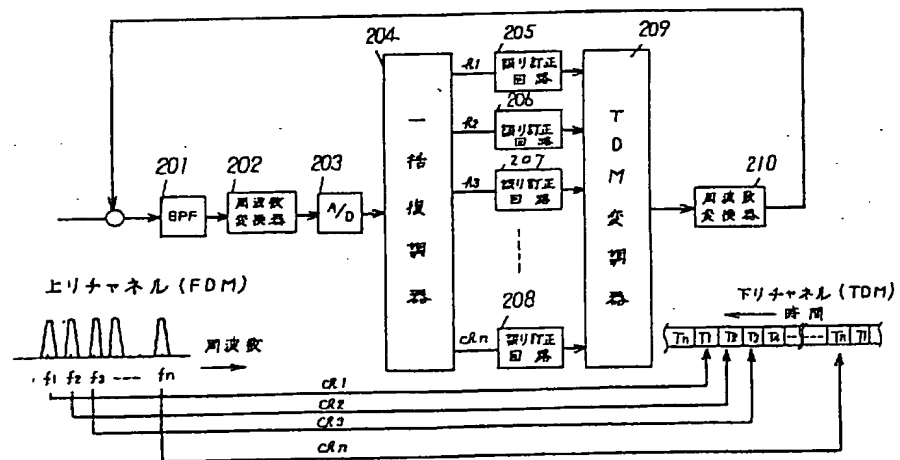 204
205
209
誤り訂正
回路
206
誤り訂正
回路
207
誤り訂正
回路
208
誤り訂正
回路
ch1
ch2
ch3
chn
201
BPF
202
周波数
変換器
203
A/D
一括復調器
TDM変調器
210
周波数
変換器
上りチャネル(FDM)
周波数
f1 f2 f3 ---- fn
下りチャネル(TDM)
時間
Tn T1 T2 T3 T4 -- ---- Tn T1
ch1
ch2
ch3
chn